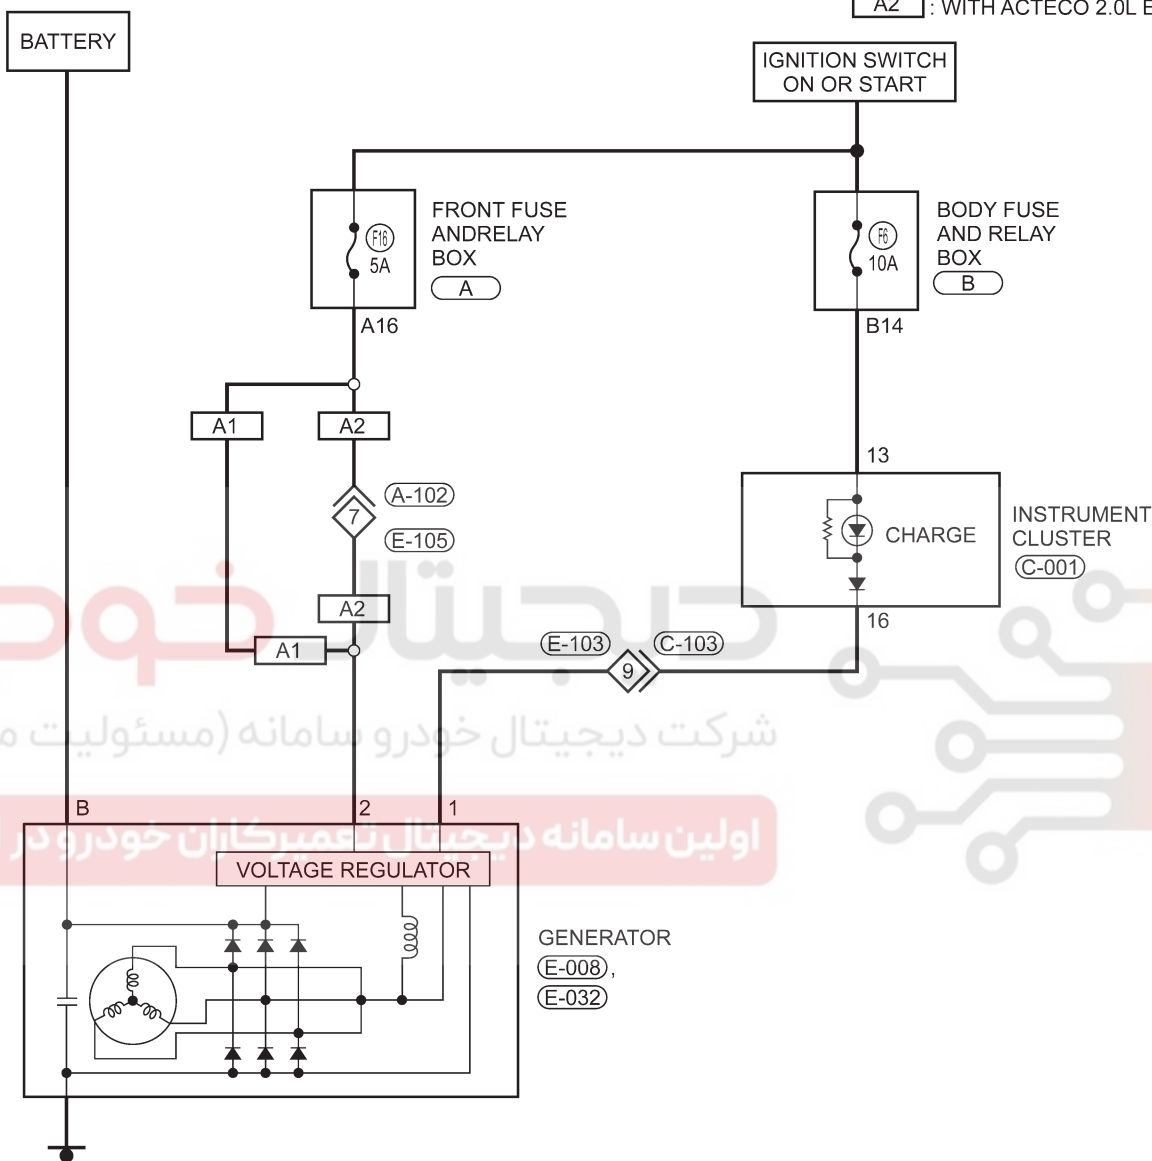 A2 : WITH ACTECO 2.0L E
BATTERY
IGNITION SWITCH
ON OR START
FRONT FUSE
ANDRELAY
BOX
A
F16
5A
A16
BODY FUSE
AND RELAY
BOX
B
F6
10A
B14
A1
A2
A-102
7
E-105
A2
A1
13
CHARGE
INSTRUMENT
CLUSTER
C-001
16
E-103
9
C-103
دیجیتال خودرو
شرکت دیجیتال خودرو سامانه (مسئولیت
اولین سامانه دیجیتال تعمیرکاران خودرو در
B
2
1
VOLTAGE REGULATOR
GENERATOR
E-008 ,
E-032